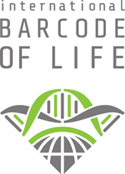 international
BARCODE
OF LIFE